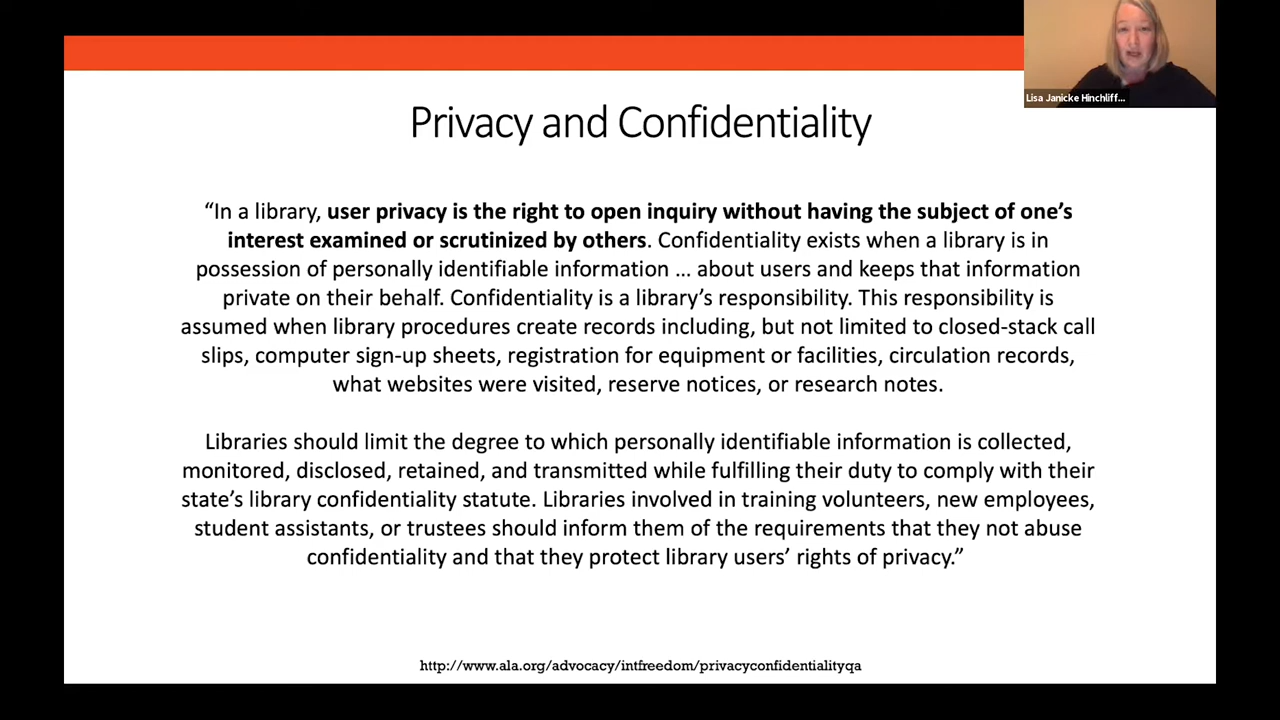 Lisa Janicke Hinchliff...
Privacy and Confidentiality
“In a library, user privacy is the right to open inquiry without having the subject of one’s
interest examined or scrutinized by others. Confidentiality exists when a library is in
possession of personally identifiable information ... about users and keeps that information
private on their behalf. Confidentiality is a library’s responsibility. This responsibility is
assumed when library procedures create records including, but not limited to closed-stack call
slips, computer sign-up sheets, registration for equipment or facilities, circulation records,
what websites were visited, reserve notices, or research notes.
Libraries should limit the degree to which personally identifiable information is collected,
monitored, disclosed, retained, and transmitted while fulfilling their duty to comply with their
state’s library confidentiality statute. Libraries involved in training volunteers, new employees,
student assistants, or trustees should inform them of the requirements that they not abuse
confidentiality and that they protect library users’ rights of privacy.”
http://www.ala.org/advocacy/intfreedom/privacyconfidentialityqa